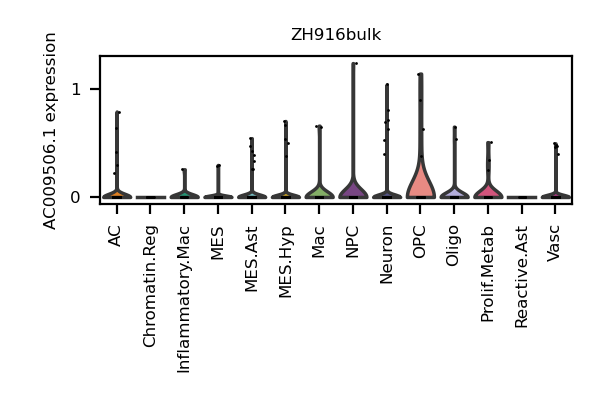 ZH916bulk
AC009506.1 expression
1
0
AC
Chromatin.Reg
Inflammatory.Mac
MES
MES.Ast
MES.Hyp
Mac
NPC
Neuron
OPC
Oligo
Prolif.Metab
Reactive.Ast
Vasc